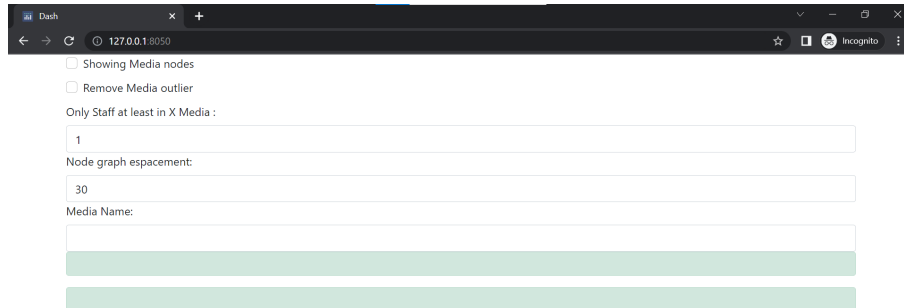 Dash
127.0.0.1:8050
Incognito
Showing Media nodes
Remove Media outlier
Only Staff at least in X Media :
1
Node graph espacement:
30
Media Name: